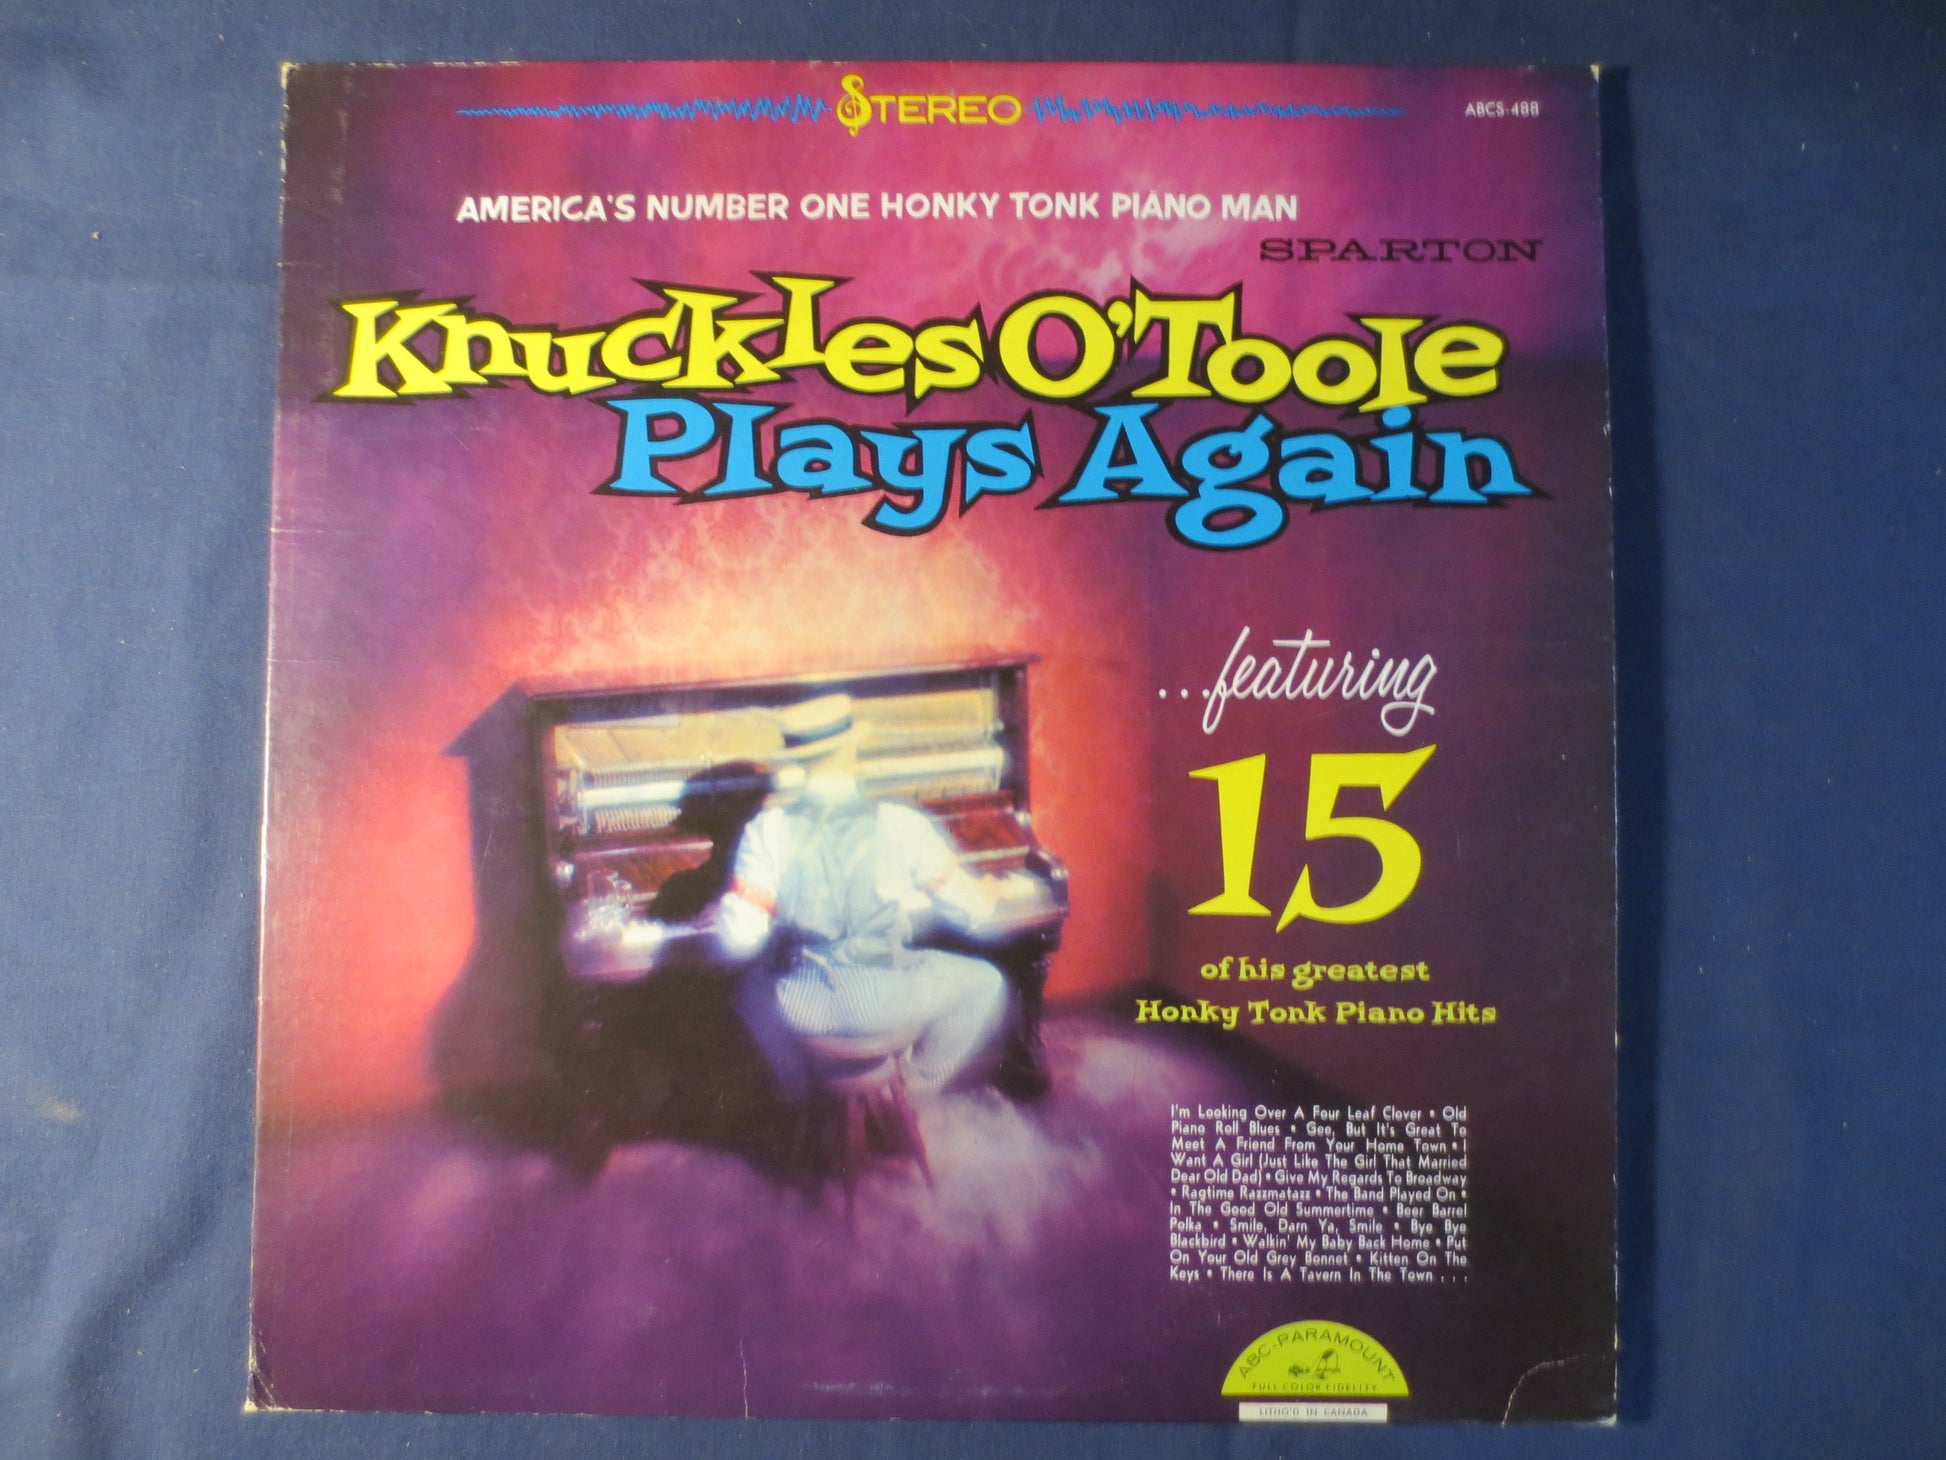 STEREO
ABCS-488
AMERICA'S NUMBER ONE HONKY TONK PIANO MAN
SPARTON
Knuckles O'Toole
Plays Again
...featuring
15
of his greatest
Honky Tonk Piano Hits
I'm Looking Over A Four Leaf Clover • Old
Piano Roll Blues • Gee, But It's Great To
Meet A Friend From Your Home Town • I
Want A Girl (Just Like The Girl That Married
Dear Old Dad) • Give My Regards To Broadway
• Ragtime Razzmatazz • The Band Played On •
In The Good Old Summertime • Beer Barrel
Polka • Smile, Darn Ya, Smile • Bye Bye
Blackbird • Walkin' My Baby Back Home • Put
On Your Old Grey Bonnet • Kitten On The
Keys • There Is A Tavern In The Town . . .
ABC-PARAMOUNT
FULL COLOR FIDELITY
LITHO'D IN CANADA